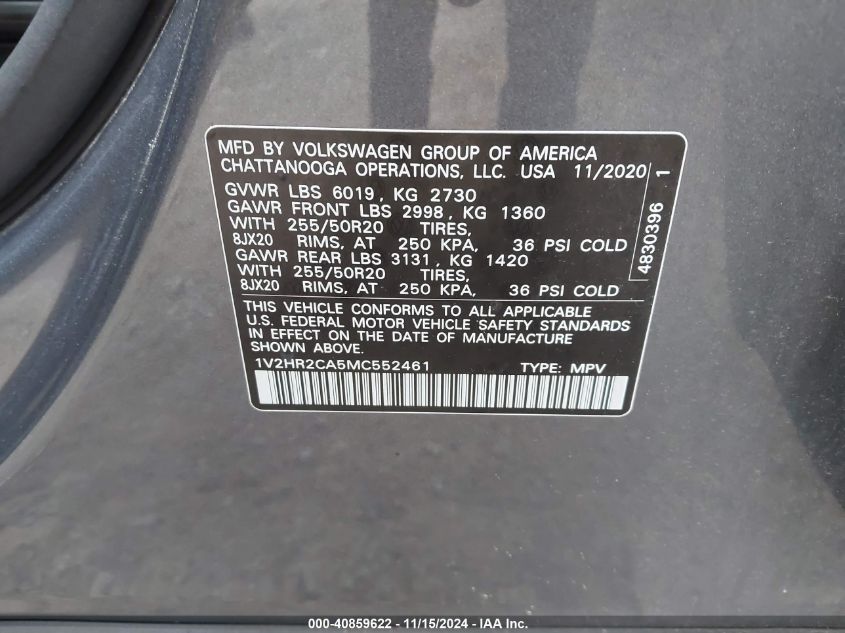 MFD BY VOLKSWAGEN GROUP OF AMERICA
CHATTANOOGA OPERATIONS, LLC. USA 11/2020
GVWR LBS 6019, KG 2730
GAWR FRONT LBS 2998, KG 1360
WITH 255/50R20 TIRES,
8JX20 RIMS, AT 250 KPA, 36 PSI COLD
GAWR REAR LBS 3131, KG 1420
WITH 255/50R20 TIRES,
8JX20 RIMS, AT 250 KPA, 36 PSI COLD
THIS VEHICLE CONFORMS TO ALL APPLICABLE
U.S. FEDERAL MOTOR VEHICLE SAFETY STANDARDS
IN EFFECT ON THE DATE OF MANUFACTURE
SHOWN ABOVE.
1V2HR2CA5MC552461 TYPE: MPV
4830396 1
000-40859622 - 11/15/2024 - IAA Inc.